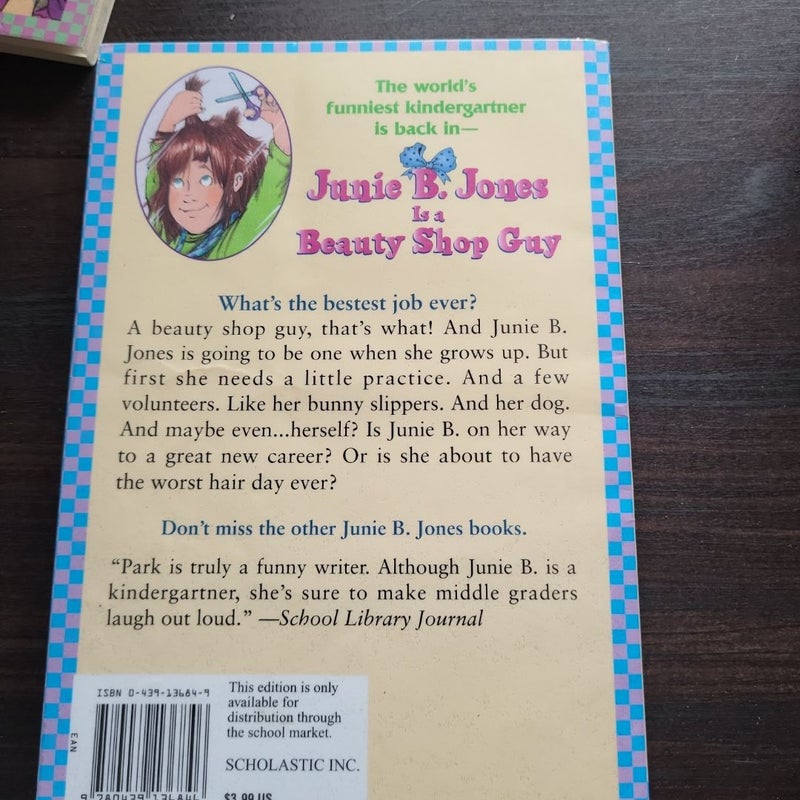 The world's
funniest kindergartner
is back in—
Junie B. Jones
Is a
Beauty Shop Guy
What's the bestest job ever?
A beauty shop guy, that's what! And Junie B.
Jones is going to be one when she grows up. But
first she needs a little practice. And a few
volunteers. Like her bunny slippers. And her dog.
And maybe even...herself? Is Junie B. on her way
to a great new career? Or is she about to have
the worst hair day ever?
Don't miss the other Junie B. Jones books.
“Park is truly a funny writer. Although Junie B. is a
kindergartner, she's sure to make middle graders
laugh out loud.” —School Library Journal
ISBN 0-439-13684-9
This edition is only
available for
distribution through
the school market.
SCHOLASTIC INC.
$3.99 US
EAN
9 780439 136846